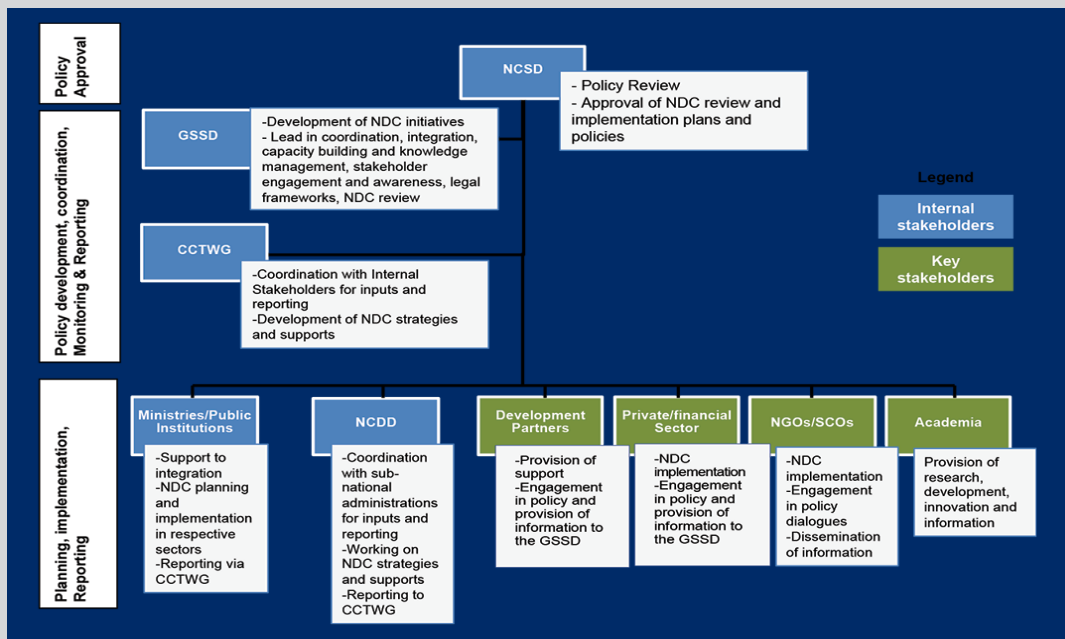 Policy
Approval
NCSD
- Policy Review
- Approval of NDC review and
implementation plans and
policies
Policy development, coordination,
Monitoring & Reporting
GSSD
-Development of NDC initiatives
- Lead in coordination, integration,
capacity building and knowledge
management, stakeholder
engagement and awareness, legal
frameworks, NDC review
CCTWG
-Coordination with Internal
Stakeholders for inputs and
reporting
-Development of NDC strategies
and supports
Legend
Internal
stakeholders
Key
stakeholders
Planning, implementation,
Reporting
Ministries/Public
Institutions
-Support to
integration
-NDC planning
and
implementation
in respective
sectors
-Reporting via
CCTWG
NCDD
-Coordination
with sub-
national
administrations
for inputs and
reporting
-Working on
NDC strategies
and supports
-Reporting to
CCTWG
Development
Partners
-Provision of
support
-Engagement
in policy and
provision of
information to
the GSSD
Private/financial
Sector
-NDC
implementation
-Engagement
in policy and
provision of
information to
the GSSD
NGOs/SCOs
-NDC
implementation
-Engagement
in policy
dialogues
-Dissemination
of information
Academia
Provision of
research,
development,
innovation and
information